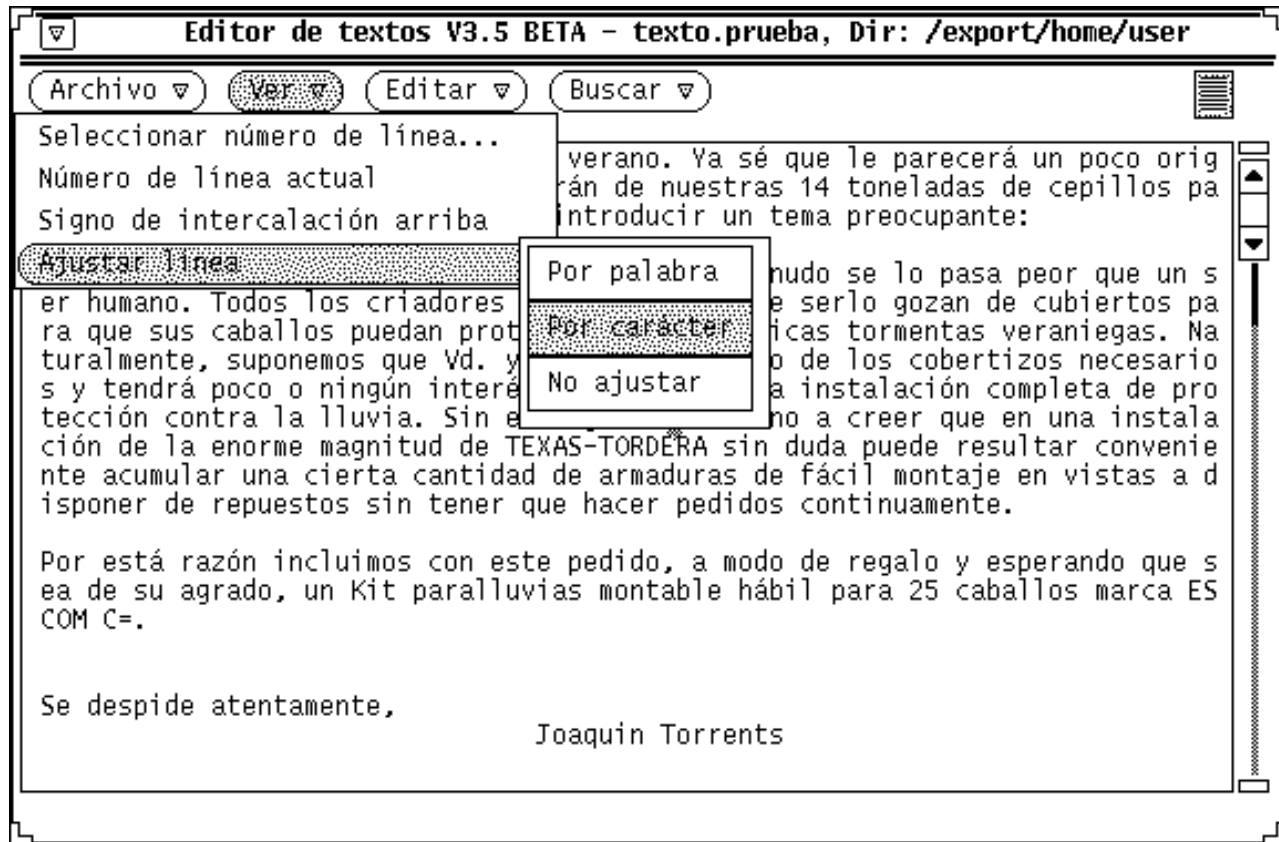 Editor de textos V3.5 BETA – texto.prueba, Dir: /export/home/user
Archivo Ver Editar Buscar
Seleccionar número de línea...
Número de línea actual
Signo de intercalación arriba
Ajustar línea
Por palabra
Por carácter
No ajustar
verano. Ya sé que le parecerá un poco orig
rán de nuestras 14 toneladas de cepillos pa
introducir un tema preocupante:
nudo se lo pasa peor que un s
er humano. Todos los criadores e serlo gozan de cubiertos pa
ra que sus caballos puedan prot icas tormentas veraniegas. Na
turalmente, suponemos que Vd. y o de los cobertizos necesario
s y tendrá poco o ningún interé a instalación completa de pro
tección contra la lluvia. Sin e no a creer que en una instala
ción de la enorme magnitud de TEXAS-TORDERA sin duda puede resultar convenie
nte acumular una cierta cantidad de armaduras de fácil montaje en vistas a d
isponer de repuestos sin tener que hacer pedidos continuamente.
Por está razón incluimos con este pedido, a modo de regalo y esperando que s
ea de su agrado, un Kit paralluvias montable hábil para 25 caballos marca ES
COM C=.
Se despide atentamente,
Joaquin Torrents